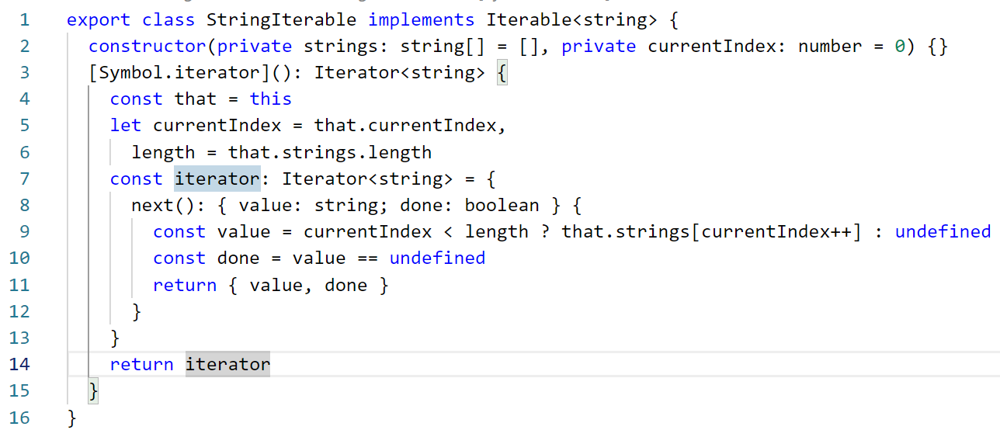 1 export class StringIterable implements Iterable<string> {
2 constructor(private strings: string[] = [], private currentIndex: number = 0) {}
3 [Symbol.iterator](): Iterator<string> {
4 const that = this
5 let currentIndex = that.currentIndex,
6 length = that.strings.length
7 const iterator: Iterator<string> = {
8 next(): { value: string; done: boolean } {
9 const value = currentIndex < length ? that.strings[currentIndex++] : undefined
10 const done = value == undefined
11 return { value, done }
12 }
13 }
14 return iterator
15 }
16 }